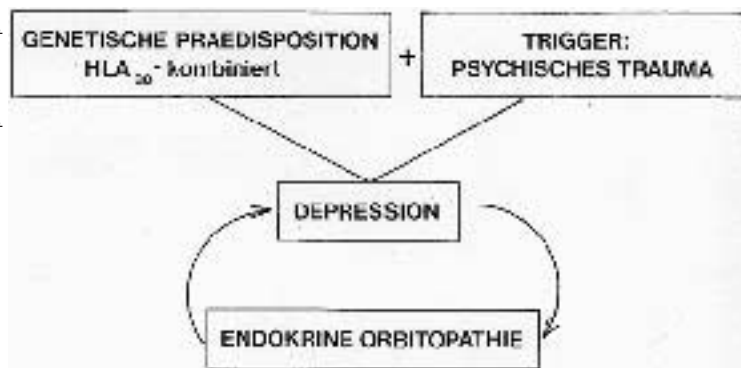 GENETISCHE PRAEDISPOSITION
HLA - kombiniert
+
TRIGGER:
PSYCHISCHES TRAUMA
DEPRESSION
ENDOKRINE ORBITOPATHIE